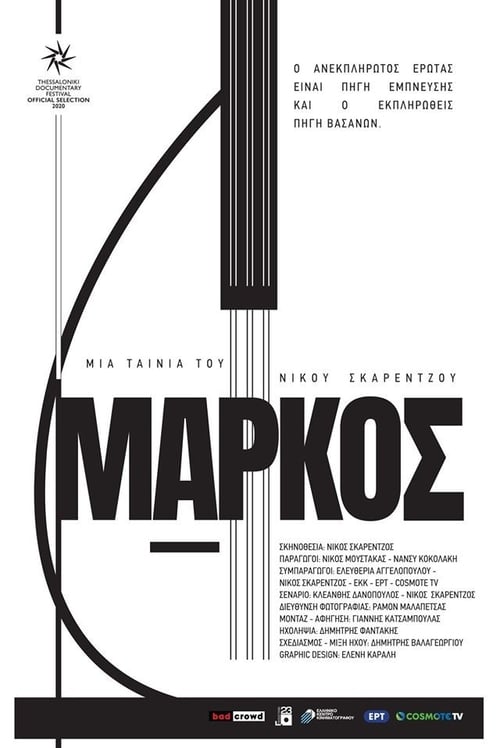 THESSALONIKI
DOCUMENTARY
FESTIVAL
OFFICIAL SELECTION
2020
Ο ΑΝΕΚΠΛΗΡΩΤΟΣ ΕΡΩΤΑΣ
ΕΙΝΑΙ ΠΗΓΗ ΕΜΠΝΕΥΣΗΣ
ΚΑΙ Ο ΕΚΠΛΗΡΩΘΕΙΣ
ΠΗΓΗ ΒΑΣΑΝΩΝ.
ΜΙΑ ΤΑΙΝΙΑ ΤΟΥ
ΝΙΚΟΥ ΣΚΑΡΕΝΤΖΟΥ
ΜΑΡΚΟΣ
ΣΚΗΝΟΘΕΣΙΑ: ΝΙΚΟΣ ΣΚΑΡΕΝΤΖΟΣ
ΠΑΡΑΓΩΓΟΙ: ΝΙΚΟΣ ΜΟΥΣΤΑΚΑΣ - ΝΑΝΣΥ ΚΟΚΟΛΑΚΗ
ΣΥΜΠΑΡΑΓΩΓΟΙ: ΕΛΕΥΘΕΡΙΑ ΑΓΓΕΛΟΠΟΥΛΟΥ -
ΝΙΚΟΣ ΣΚΑΡΕΝΤΖΟΣ - ΕΚΚ - ΕΡΤ - COSMOTE TV
ΣΕΝΑΡΙΟ: ΚΛΕΑΝΘΗΣ ΔΑΝΟΠΟΥΛΟΣ - ΝΙΚΟΣ ΣΚΑΡΕΝΤΖΟΣ
ΔΙΕΥΘΥΝΣΗ ΦΩΤΟΓΡΑΦΙΑΣ: ΡΑΜΟΝ ΜΑΛΑΠΕΤΣΑΣ
ΜΟΝΤΑΖ - ΑΦΗΓΗΣΗ: ΓΙΑΝΝΗΣ ΚΑΤΣΑΜΠΟΥΛΑΣ
ΗΧΟΛΗΨΙΑ: ΔΗΜΗΤΡΗΣ ΦΑΝΤΑΚΗΣ
ΣΧΕΔΙΑΣΜΟΣ - ΜΙΞΗ ΗΧΟΥ: ΔΗΜΗΤΡΗΣ ΒΑΛΑΓΕΩΡΓΙΟΥ
GRAPHIC DESIGN: ΕΛΕΝΗ ΚΑΡΑΛΗ
bad crowd
ΕΛΛΗΝΙΚΟ
ΚΕΝΤΡΟ
ΚΙΝΗΜΑΤΟΓΡΑΦΟΥ
ΕΡΤ
COSMOTE TV